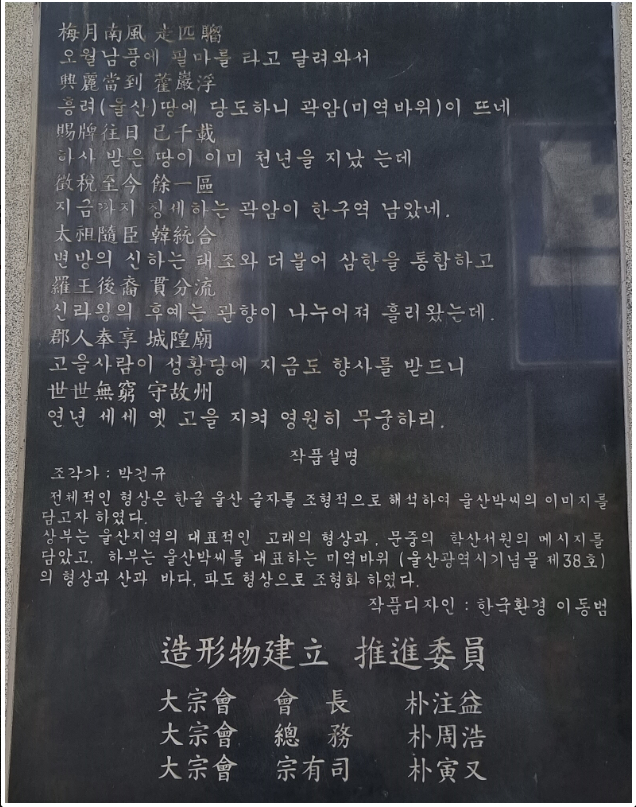 梅月南風 走匹騮
오월남풍에 필마를 타고 달려와서
興麗當到 藿巖浮
흥려(울산)땅에 당도하니 곽암(미역바위)이 뜨네
賜牌往日 已千載
하사 받은 땅이 이미 천년을 지났 는데
徵稅至今 餘一區
지금까지 징세하는 곽암이 한구역 남았네.
太祖隨臣 韓統合
변방의 신하는 태조와 더불어 삼한을 통합하고
羅王後裔 貫分流
신라왕의 후예는 관향이 나누어져 흘러왔는데.
郡人奉享 城隍廟
고을사람이 성황당에 지금도 향사를 받드니
世世無窮 守故州
연년 세세 옛 고을 지켜 영원히 무궁하리.
작품설명
조각가 : 박건규
전체적인 형상은 한글 울산 글자를 조형적으로 해석하여 울산박씨의 이미지를
담고자 하였다.
상부는 울산지역의 대표적인 고래의 형상과, 문중의 학산서원의 메시지를
담았고. 하부는 울산박씨를 대표하는 미역바위 (울산광역시기념물 제38호)
의 형상과 산과 바다, 파도 형상으로 조형화 하였다.
작품디자인 : 한국환경 이동범
造形物建立 推進委員
大宗會 會 長 朴汪益
大宗會 總 務 朴周浩
大宗會 宗有司 朴寅又